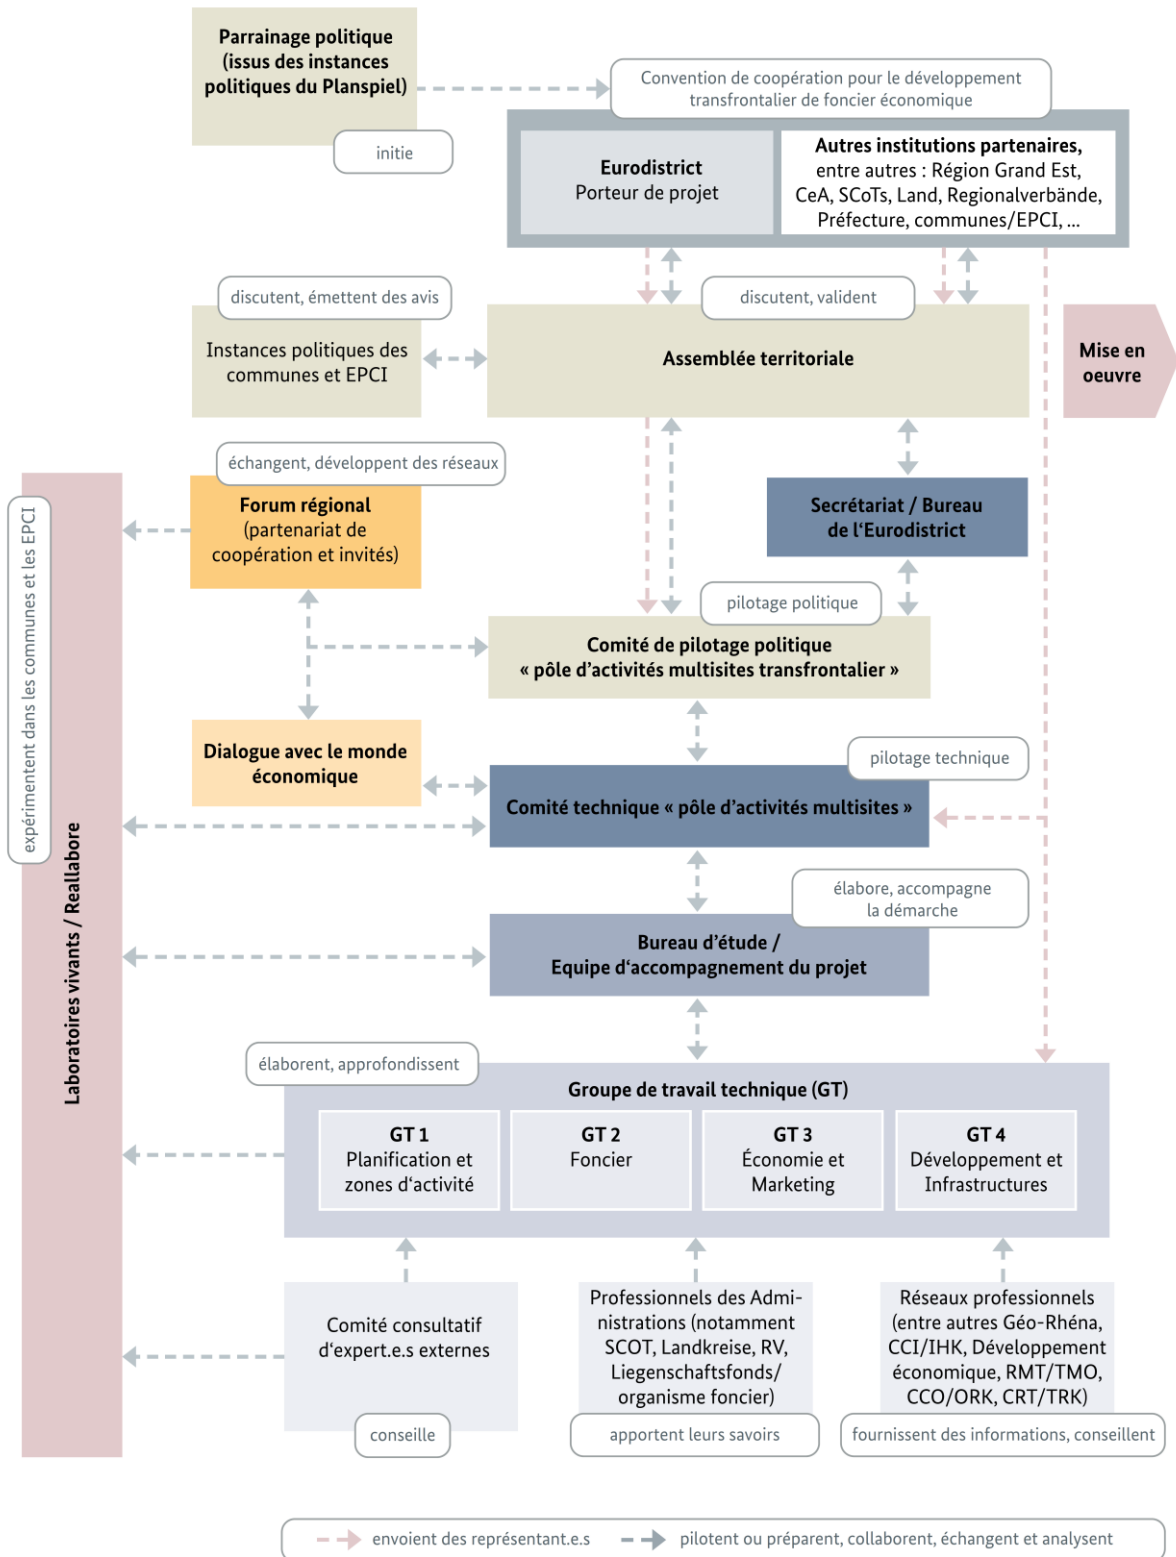 Parrainage politique
(issus des instances
politiques du Planspiel)
initie
Convention de coopération pour le développement
transfrontalier de foncier économique
Eurodistrict
Porteur de projet
Autres institutions partenaires,
entre autres : Région Grand Est,
CeA, SCoTs, Land, Regionalverbände,
Préfecture, communes/EPCI, ...
discutent, émettent des avis
Instances politiques des
communes et EPCI
discutent, valident
Assemblée territoriale
Mise en
oeuvre
échangent, développent des réseaux
Forum régional
(partenariat de
coopération et invités)
Secrétariat / Bureau
de l‘Eurodistrict
expérimentent dans les communes et les EPCI
Laboratoires vivants / Reallabore
pilotage politique
Comité de pilotage politique
« pôle d’activités multisites transfrontalier »
Dialogue avec le monde
économique
pilotage technique
Comité technique « pôle d’activités multisites »
élabore, accompagne
la démarche
Bureau d’étude /
Equipe d‘accompagnement du projet
élaborent, approfondissent
Groupe de travail technique (GT)
GT 1
Planification et
zones d‘activité
GT 2
Foncier
GT 3
Économie et
Marketing
GT 4
Développement et
Infrastructures
Comité consultatif
d‘expert.e.s externes
conseille
Professionnels des Admi-
nistrations (notamment
SCOT, Landkreise, RV,
Liegenschaftsfonds/
organisme foncier)
apportent leurs savoirs
Réseaux professionnels
(entre autres Géo-Rhéna,
CCI/IHK, Développement
économique, RMT/TMO,
CCO/ORK, CRT/TRK)
fournissent des informations, conseillent
envoient des représentant.e.s
pilotent ou préparent, collaborent, échangent et analysent